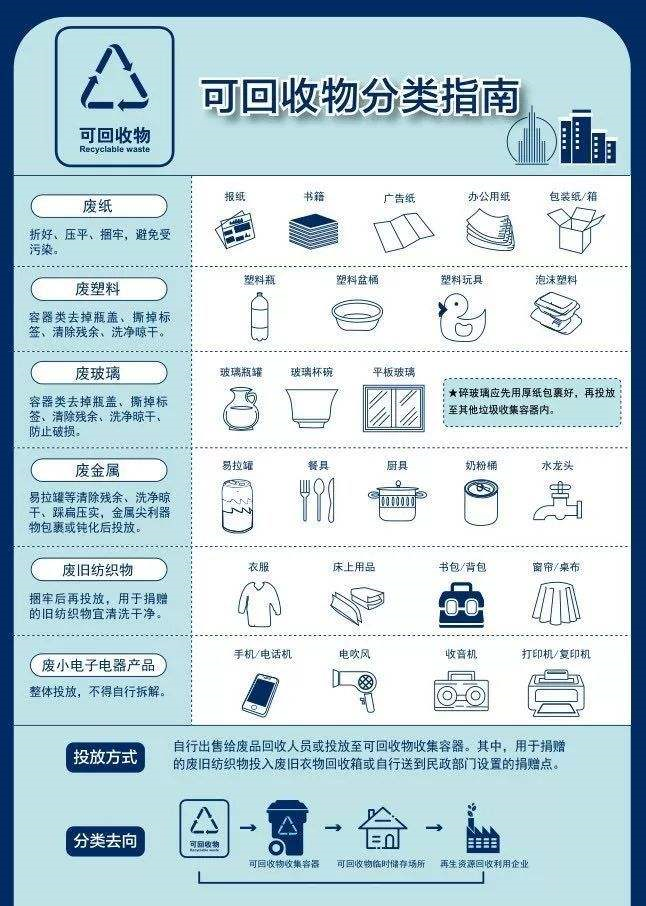 可回收物
Recyclable waste
可回收物分类指南
废纸
折好、压平、捆牢，避免受
污染。
报纸
书籍
广告纸
办公用纸
包装纸/箱
废塑料
容器类去掉瓶盖、撕掉标
签、清除残余、洗净晾干。
塑料瓶
塑料盆桶
塑料玩具
泡沫塑料
废玻璃
容器类去掉瓶盖、撕掉标
签、清除残余、洗净晾干、
防止破损。
玻璃瓶罐
玻璃杯碗
平板玻璃
★碎玻璃应先用厚纸包裹好，再投放
至其他垃圾收集容器内。
废金属
易拉罐等清除残余、洗净晾
干、踩扁压实，金属尖利器
物包裹或钝化后投放。
易拉罐
餐具
厨具
奶粉桶
水龙头
废旧纺织物
捆牢后再投放，用于捐赠
的旧纺织物宜清洗干净。
衣服
床上用品
书包/背包
窗帘/桌布
废小电子电器产品
整体投放，不得自行拆解。
手机/电话机
电吹风
收音机
打印机/复印机
投放方式
自行出售给废品回收人员或投放至可回收物收集容器。其中，用于捐赠
的废旧纺织物投入废旧衣物回收箱或自行送到民政部门设置的捐赠点。
分类去向
可回收物
Recyclable waste
可回收物收集容器
可回收物临时储存场所
再生资源回收利用企业